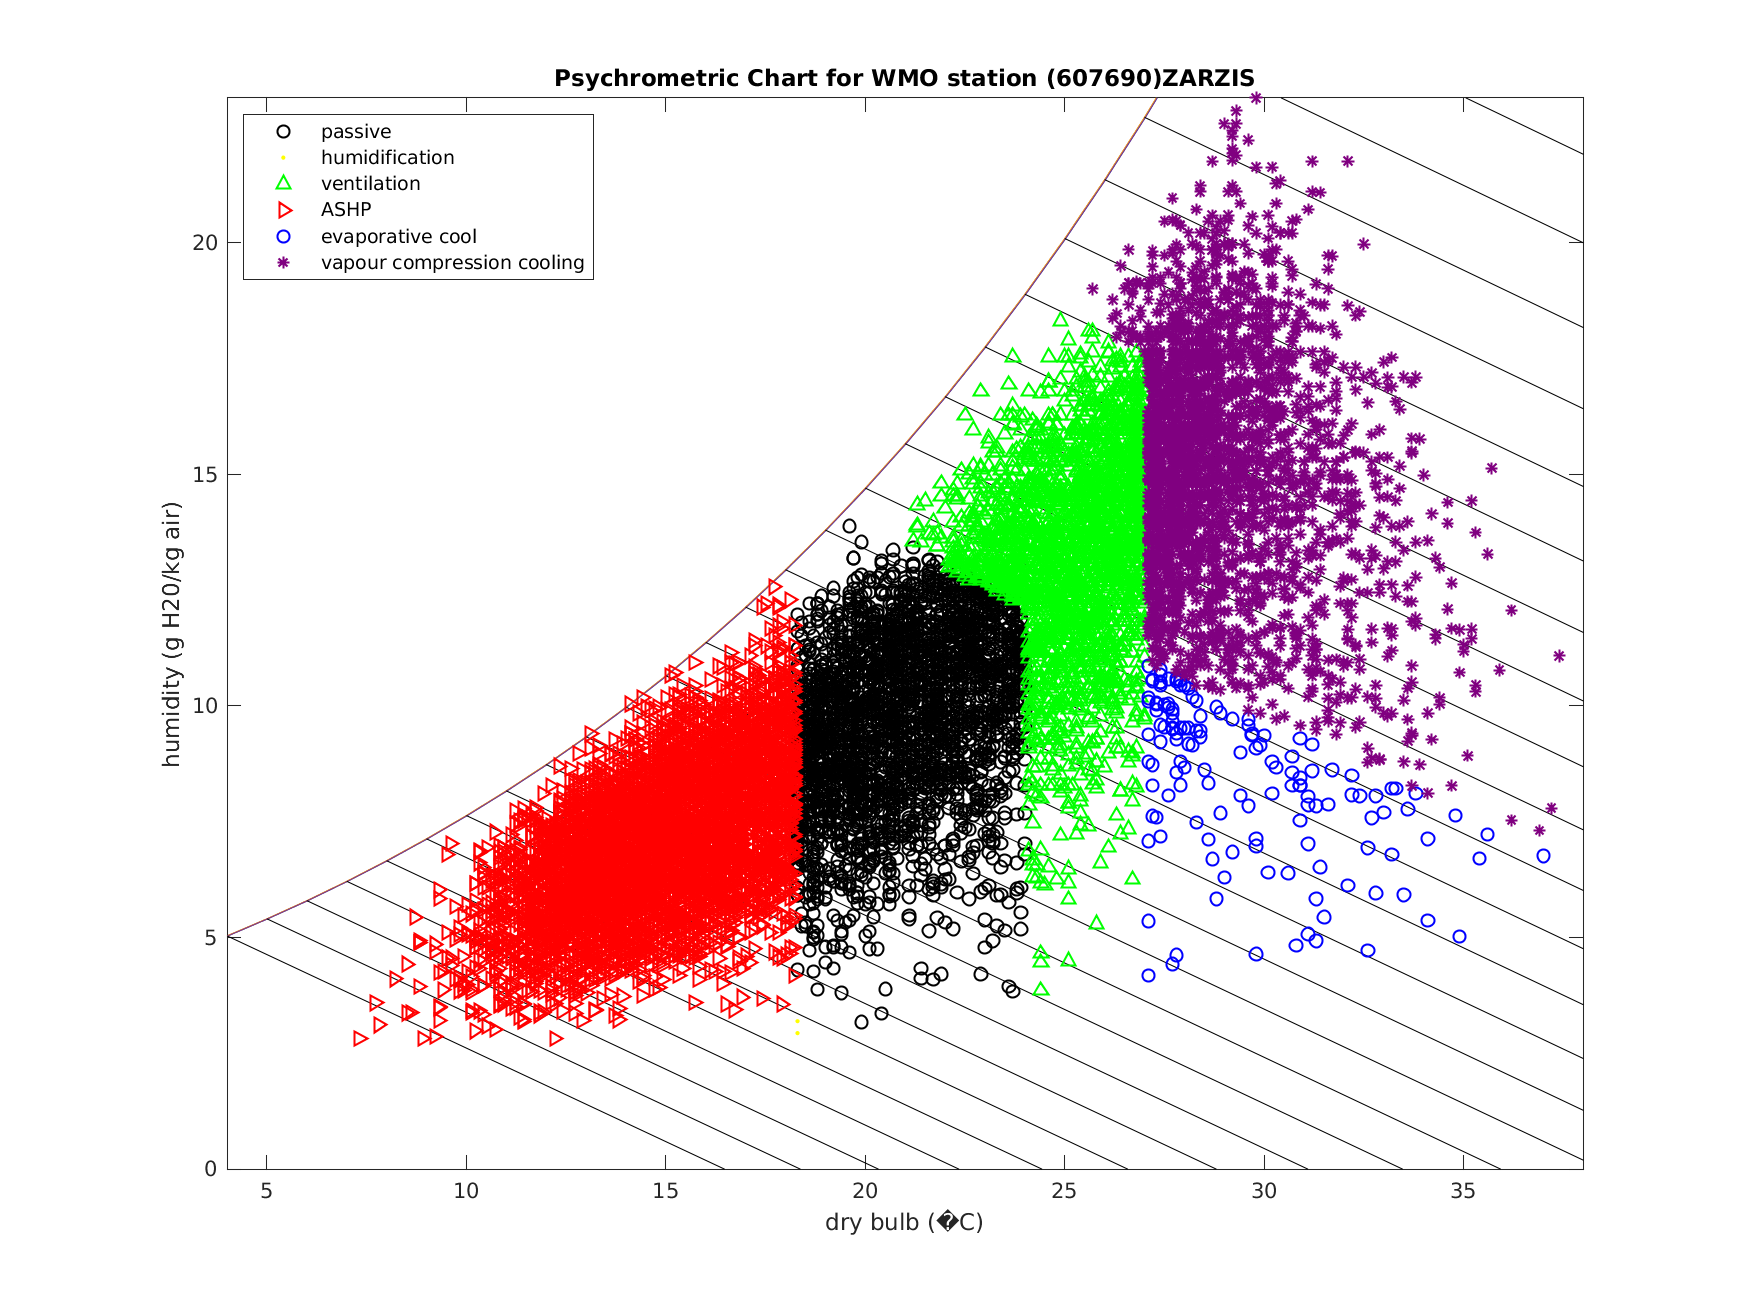 Psychrometric Chart for WMO station (607690)ZARZIS
passive
humidification
ventilation
ASHP
evaporative cool
vapour compression cooling
humidity (g H20/kg air)
20
15
10
5
0
5 10 15 20 25 30 35
dry bulb (�C)